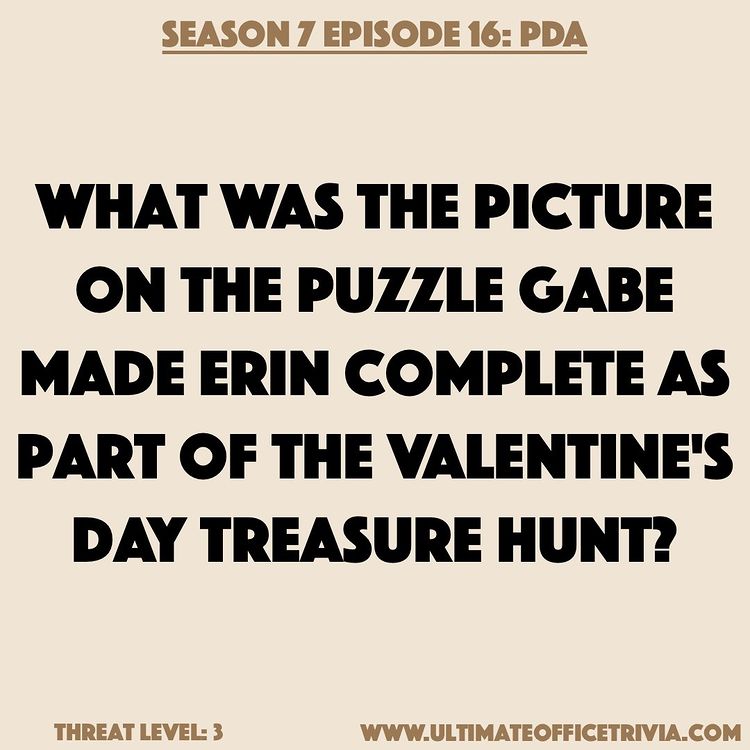 SEASON 7 EPISODE 16: PDA
WHAT WAS THE PICTURE
ON THE PUZZLE GABE
MADE ERIN COMPLETE AS
PART OF THE VALENTINE'S
DAY TREASURE HUNT?
THREAT LEVEL: 3
WWW.ULTIMATEOFFICETRIVIA.COM